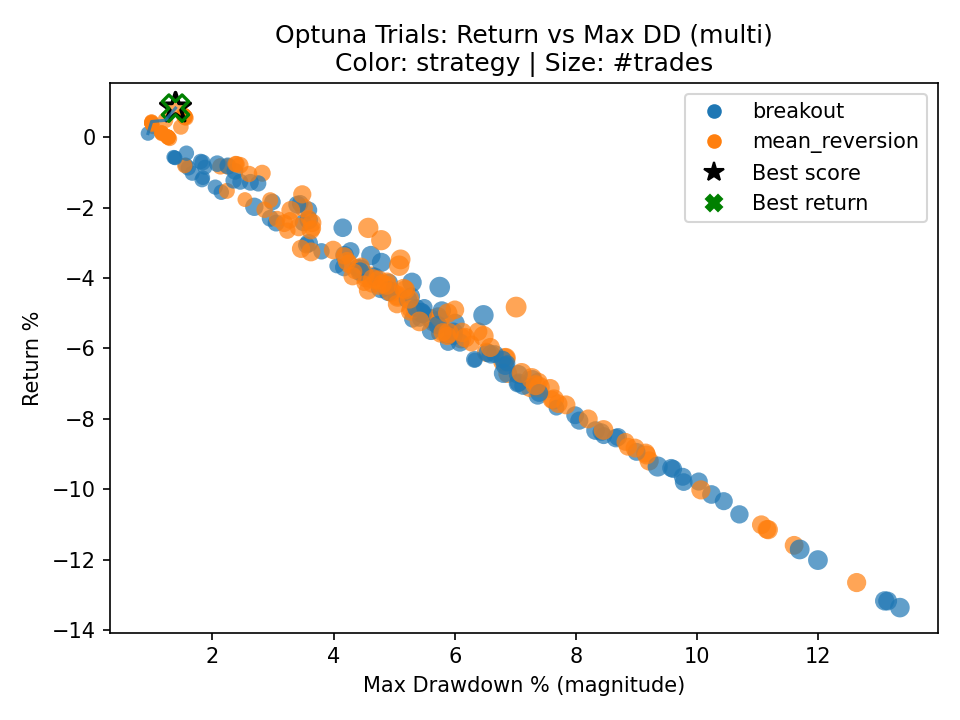 Optuna Trials: Return vs Max DD (multi)
Color: strategy | Size: #trades
breakout
mean_reversion
Best score
Best return
0
−2
−4
−6
−8
−10
−12
−14
Return %
2
4
6
8
10
12
Max Drawdown % (magnitude)